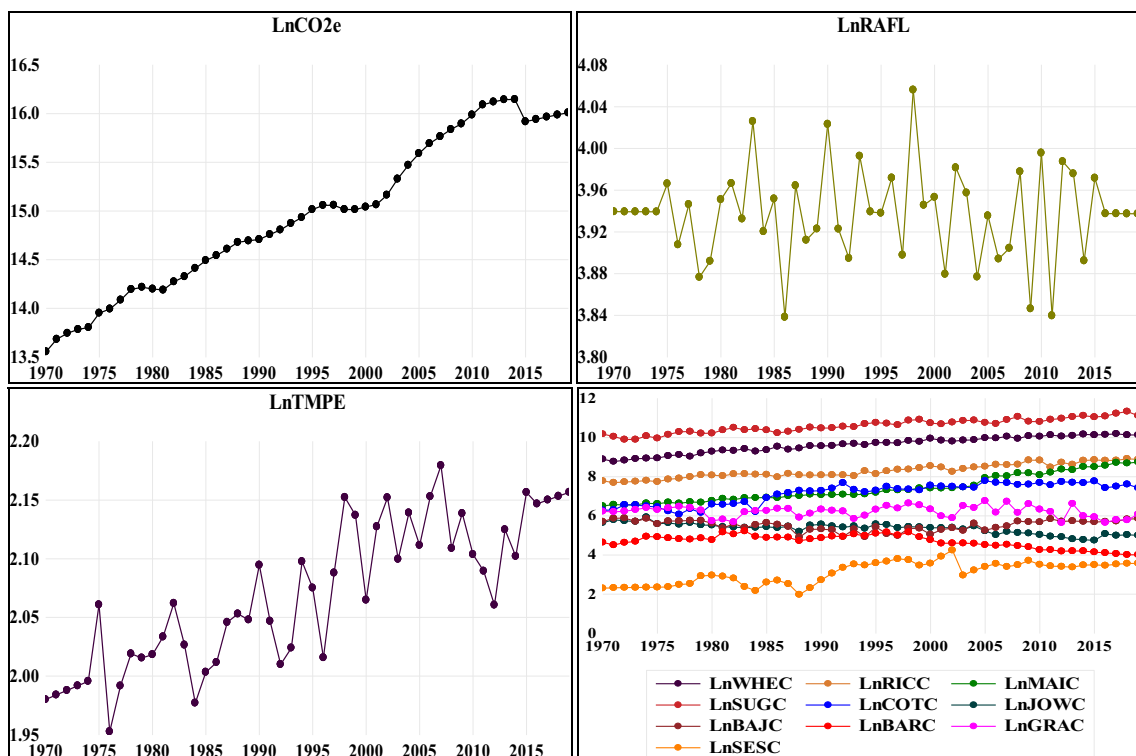 LnCO2e
16.5
16.0
15.5
15.0
14.5
14.0
13.5
1970 1975 1980 1985 1990 1995 2000 2005 2010 2015
LnRAFL
4.08
4.04
4.00
3.96
3.92
3.88
3.84
3.80
1970 1975 1980 1985 1990 1995 2000 2005 2010 2015
LnTMPE
2.20
2.15
2.10
2.05
2.00
1.95
1970 1975 1980 1985 1990 1995 2000 2005 2010 2015
12
10
8
6
4
2
0
1970 1975 1980 1985 1990 1995 2000 2005 2010 2015
LnWHEC LnRICC LnMAIC
LnSUGC LnCOTC LnJOWC
LnBAJC LnBARC LnGRAC
LnSESC